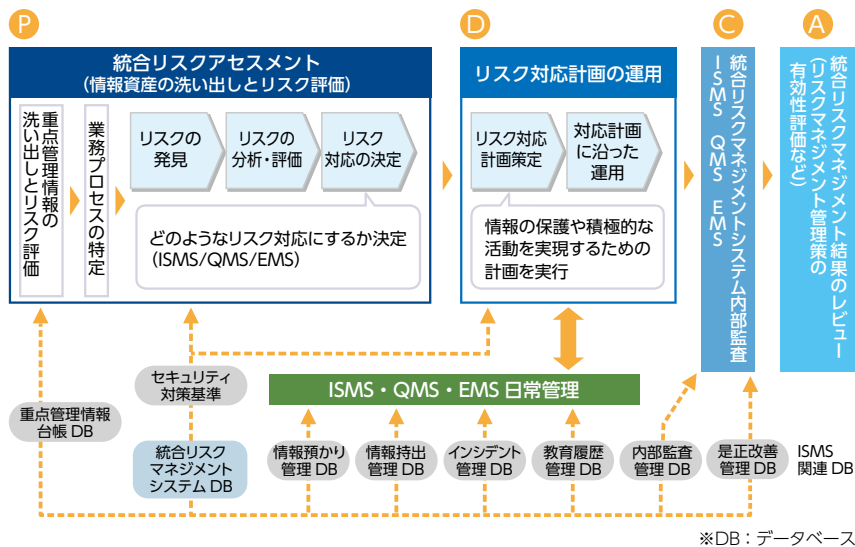 P
統合リスクアセスメント
(情報資産の洗い出しとリスク評価)
重点管理情報の
洗い出しとリスク評価
業務プロセスの特定
リスクの
発見
リスクの
分析・評価
リスク
対応の決定
どのようなリスク対応にするか決定
(ISMS/QMS/EMS)
D
リスク対応計画の運用
リスク対応
計画策定
対応計画
に沿った
運用
情報の保護や積極的な
活動を実現するための
計画を実行
C
統合リスクマネジメントシステム内部監査
ISMS QMS EMS
A
統合リスクマネジメント結果のレビュー
(リスクマネジメント管理策の
有効性評価など)
セキュリティ
対策基準
ISMS・QMS・EMS 日常管理
重点管理情報
台帳 DB
統合リスク
マネジメント
システム DB
情報預かり
管理 DB
情報持出
管理 DB
インシデント
管理 DB
教育履歴
管理 DB
内部監査
管理 DB
是正改善
管理 DB
ISMS
関連 DB
※DB：データベース